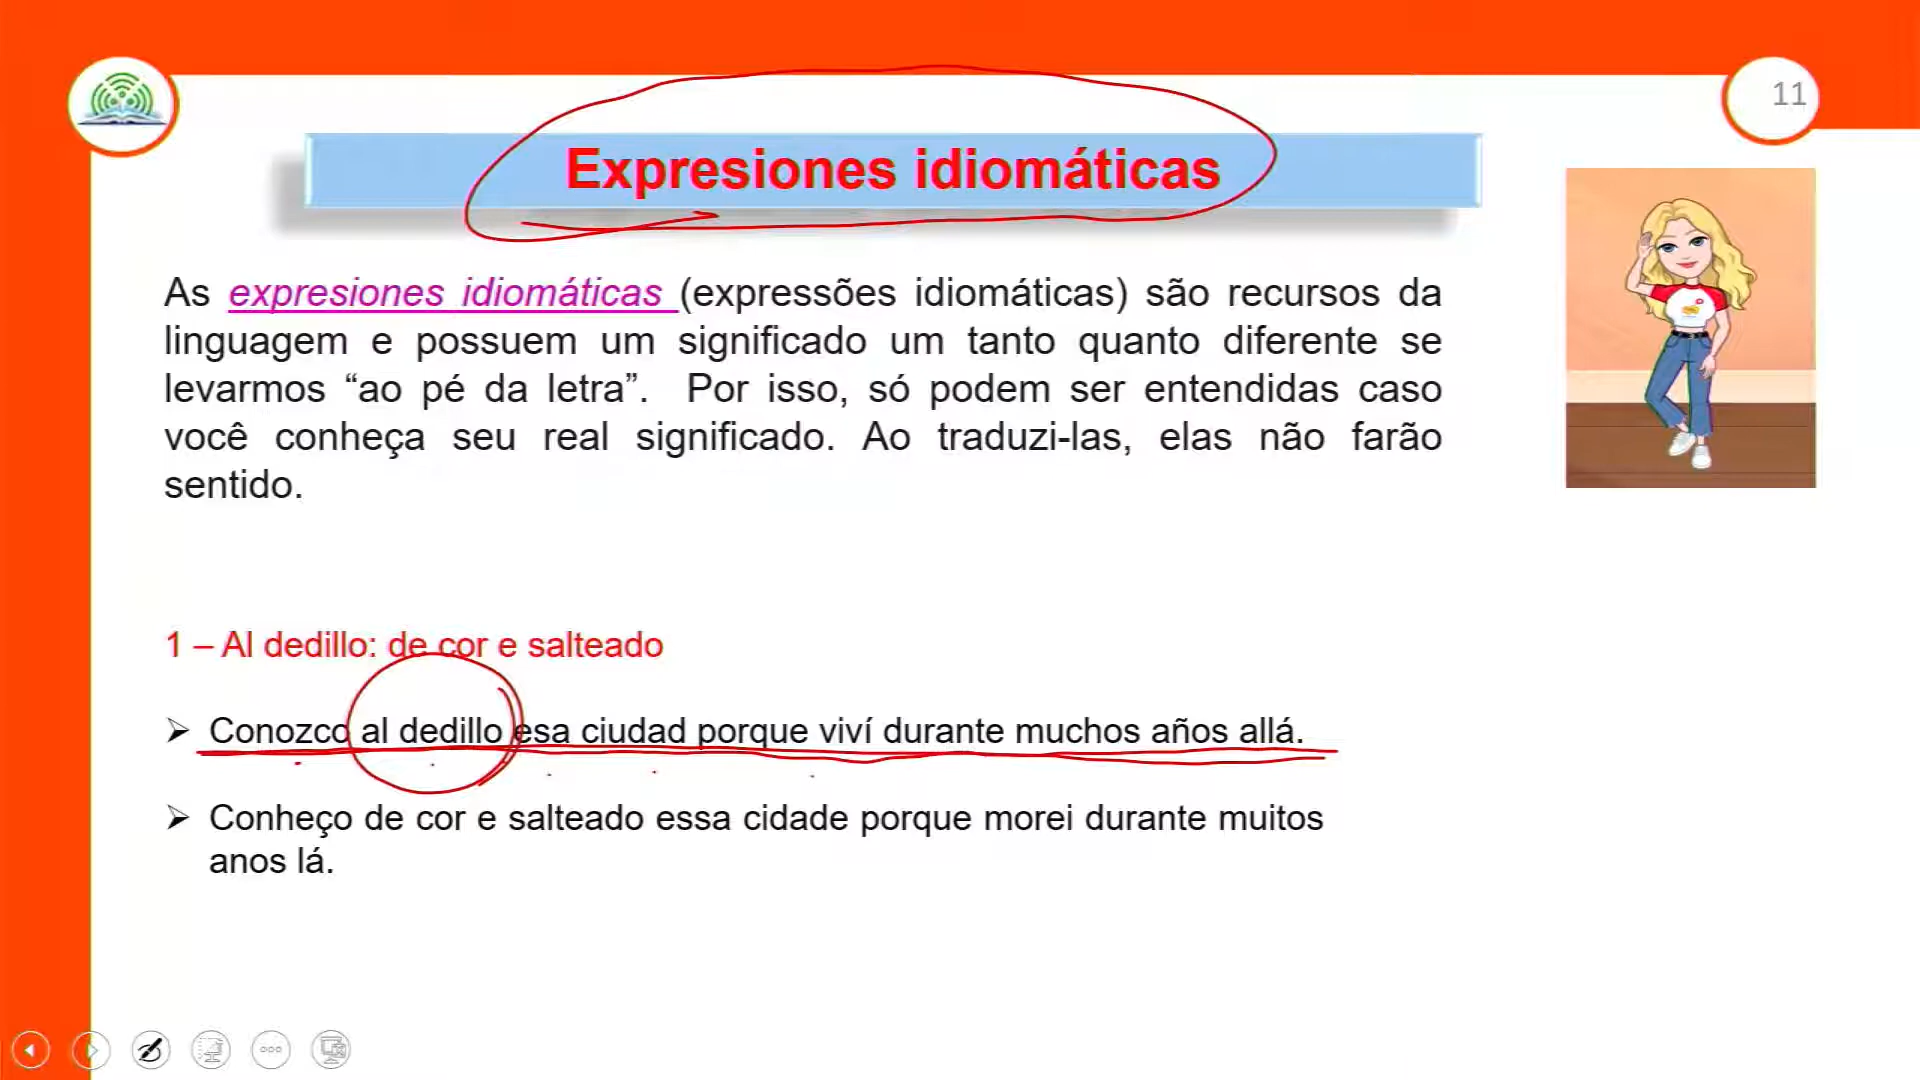 11
Expresiones idiomáticas
As expresiones idiomáticas (expressões idiomáticas) são recursos da
linguagem e possuem um significado um tanto quanto diferente se
levarmos “ao pé da letra”. Por isso, só podem ser entendidas caso
você conheça seu real significado. Ao traduzi-las, elas não farão
sentido.
1 – Al dedillo: de cor e salteado
➢ Conozco al dedillo esa ciudad porque viví durante muchos años allá.
➢ Conheço de cor e salteado essa cidade porque morei durante muitos
anos lá.